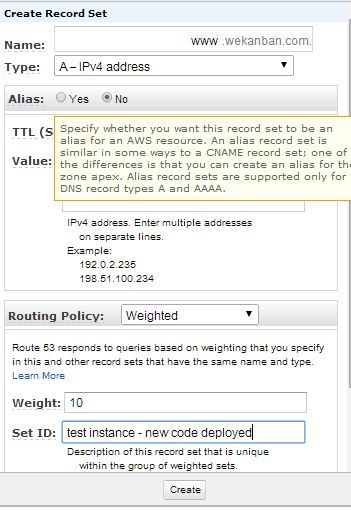 Create Record Set
Name: www .wekanban.com.
Type: A – IPv4 address
Alias: Yes No
TTL (S
Specify whether you want this record set to be an
alias for an AWS resource. An alias record set is
similar in some ways to a CNAME record set; one of
the differences is that you can create an alias for the
zone apex. Alias record sets are supported only for
DNS record types A and AAAA.
Value:
IPv4 address. Enter multiple addresses
on separate lines.
Example:
192.0.2.235
198.51.100.234
Routing Policy: Weighted
Route 53 responds to queries based on weighting that you specify
in this and other record sets that have the same name and type.
Learn More
Weight: 10
Set ID: test instance - new code deployed
Description of this record set that is unique
within the group of weighted sets.
Create